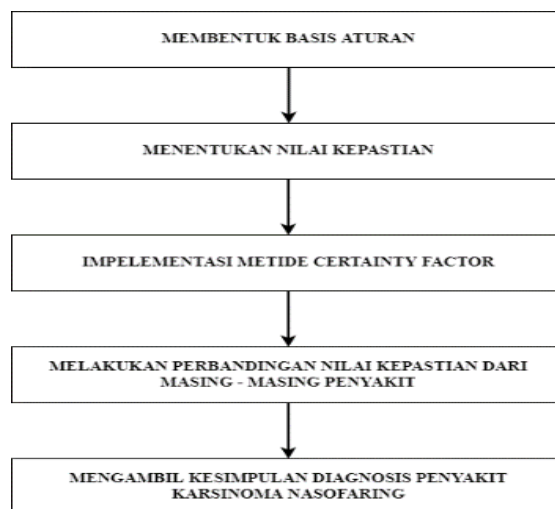 MEMBENTUK BASIS ATURAN
MENENTUKAN NILAI KEPASTIAN
IMPELEMENTASI METIDE CERTAINTY FACTOR
MELAKUKAN PERBANDINGAN NILAI KEPASTIAN DARI
MASING - MASING PENYAKIT
MENGAMBIL KESIMPULAN DIAGNOSIS PENYAKIT
KARSINOMA NASOFARING